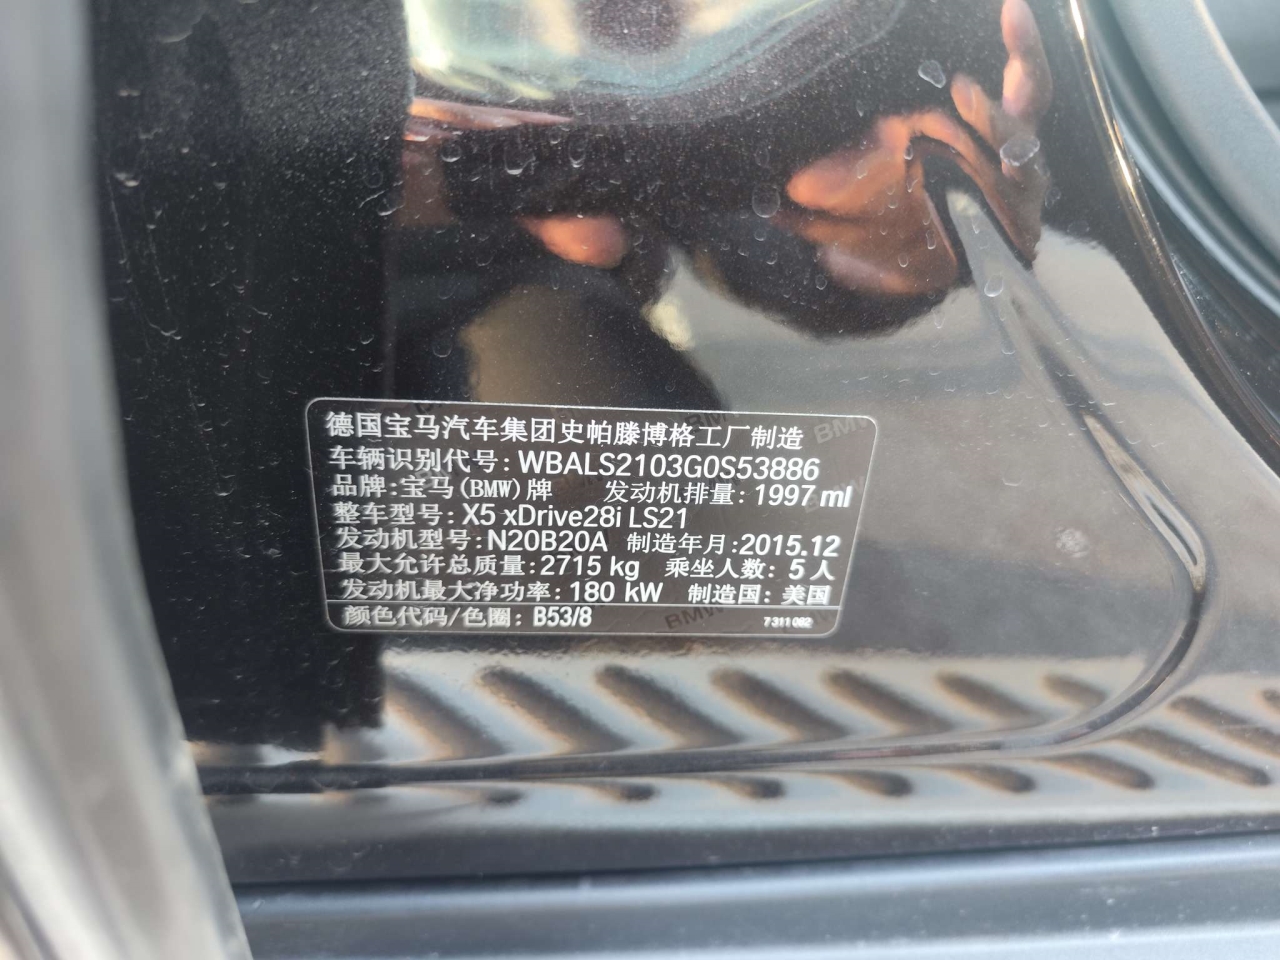 德国宝马汽车集团史帕滕博格工厂制造
车辆识别代号: WBALS2103G0S53886
品牌: 宝马(BMW)牌 发动机排量: 1997 ml
整车型号: X5 xDrive28i LS21
发动机型号: N20B20A 制造年月:2015.12
最大允许总质量: 2715 kg 乘坐人数: 5人
发动机最大净功率: 180 kW 制造国: 美国
颜色代码/色圈: B53/8 7311082